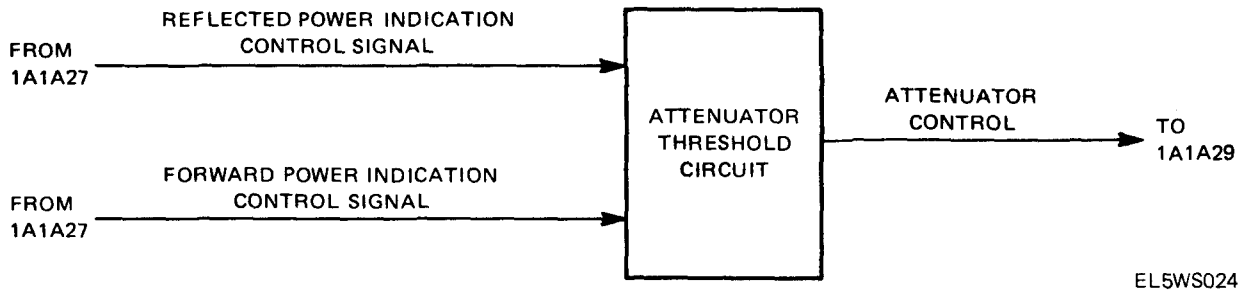 REFLECTED POWER INDICATION
CONTROL SIGNAL
FROM
1A1A27
ATTENUATOR
THRESHOLD
CIRCUIT
ATTENUATOR
CONTROL
TO
1A1A29
FORWARD POWER INDICATION
CONTROL SIGNAL
FROM
1A1A27
EL5WS024